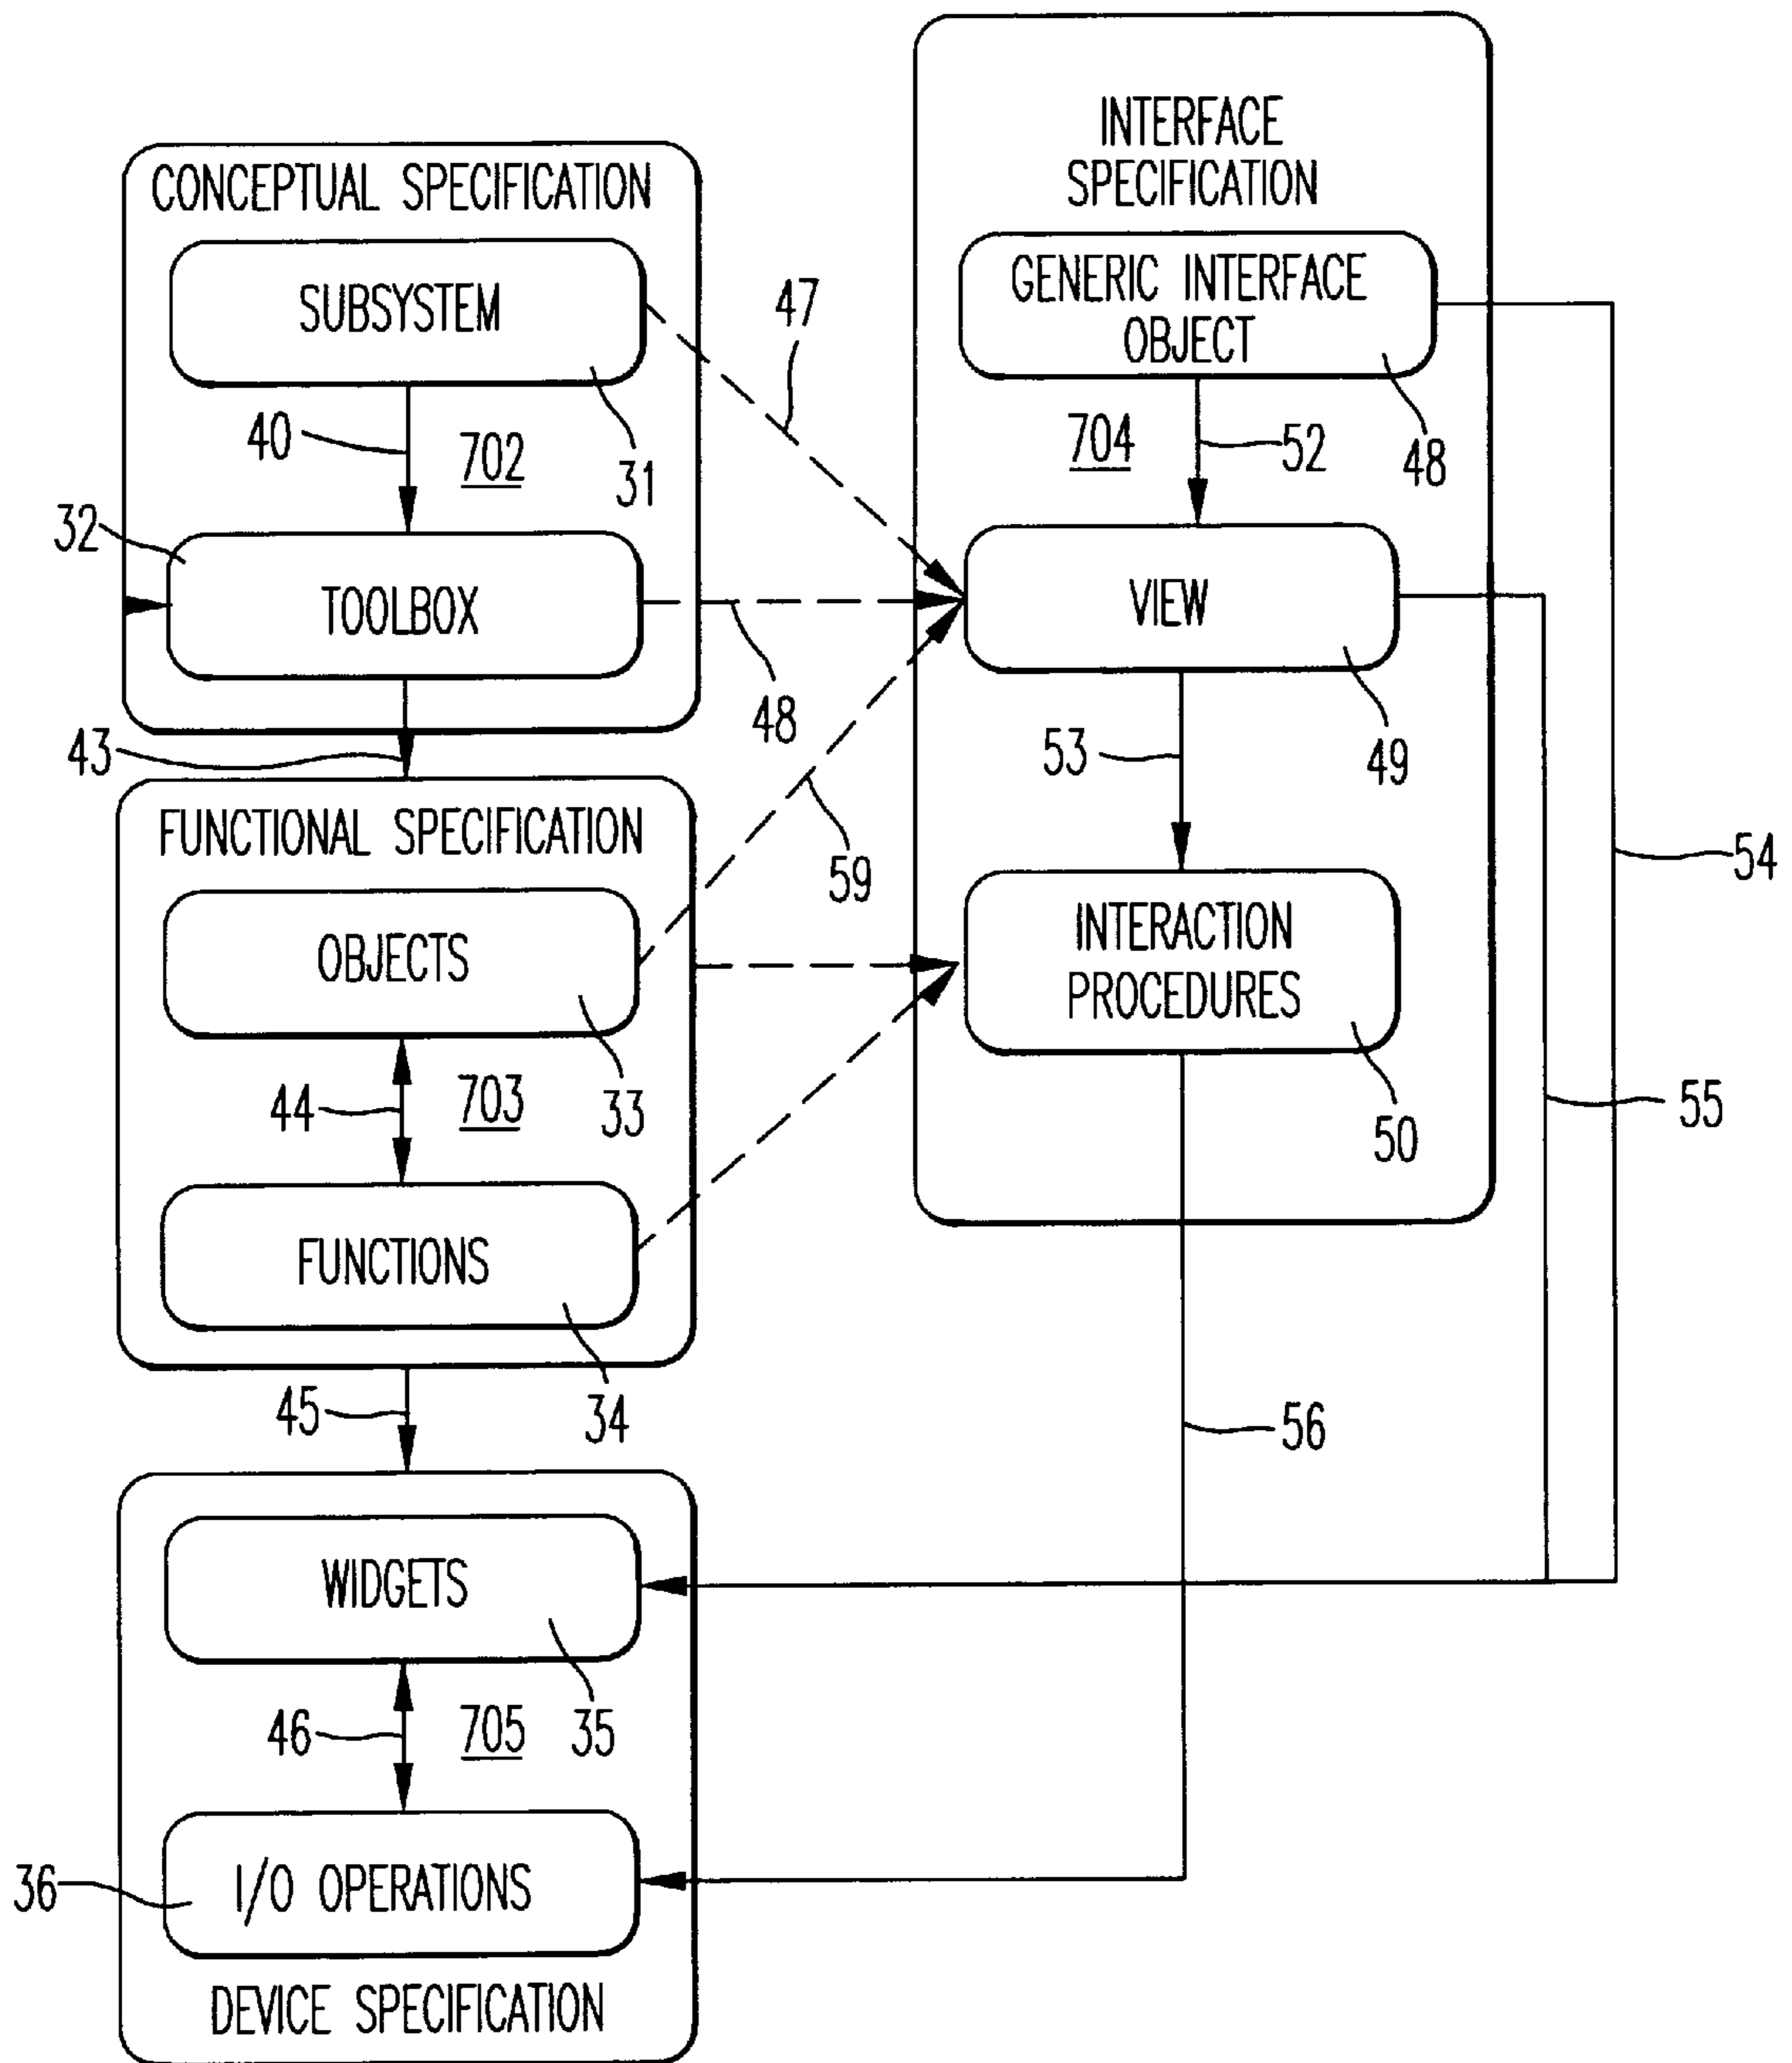 INTERFACE
SPECIFICATION
CONCEPTUAL SPECIFICATION
SUBSYSTEM
GENERIC INTERFACE
OBJECT
47
40
702
31
704
52
48
32
TOOLBOX
VIEW
48
43
53
49
FUNCTIONAL SPECIFICATION
59
54
OBJECTS
INTERACTION
PROCEDURES
44
703
33
50
55
FUNCTIONS
45
34
56
WIDGETS
46
705
35
36
I/O OPERATIONS
DEVICE SPECIFICATION